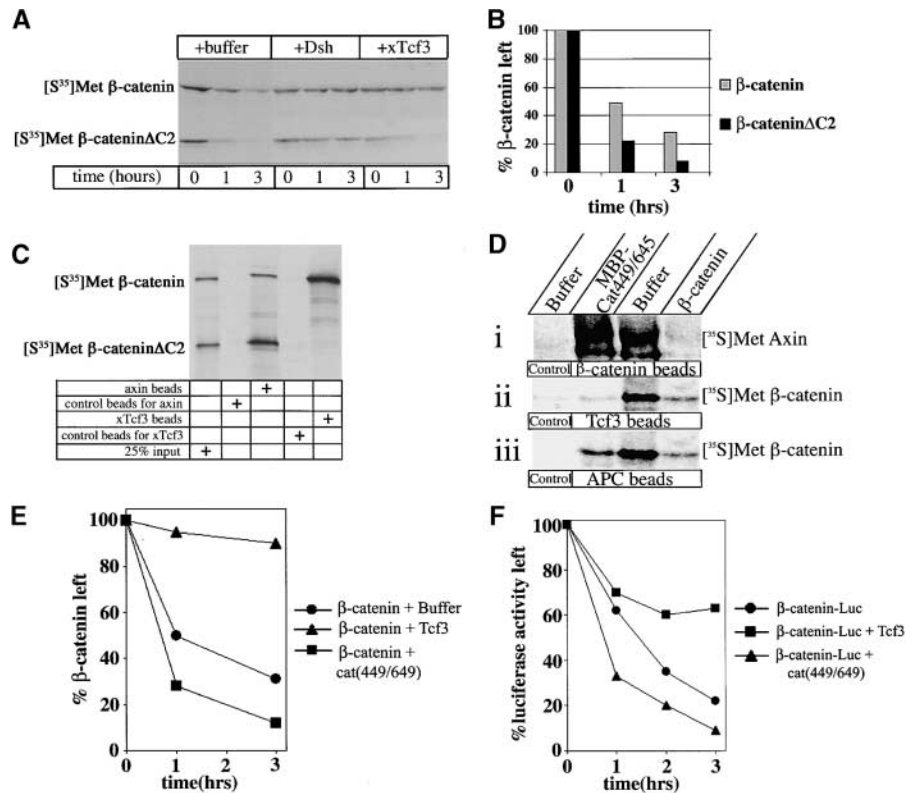 A
+buffer +Dsh +xTcf3
[S³⁵]Met β-catenin
[S³⁵]Met β-cateninΔC2
time (hours) 0 1 3 0 1 3 0 1 3
B
% β-catenin left
100
80
60
40
20
0
0 1 3
time (hrs)
β-catenin
β-cateninΔC2
C
[S³⁵]Met β-catenin
[S³⁵]Met β-cateninΔC2
axin beads +
control beads for axin +
xTcf3 beads +
control beads for xTcf3 +
25% input +
D
Buffer
MBP-
Cat449/645
Buffer
β-catenin
i
[³⁵S]Met Axin
Control β-catenin beads
ii
[³⁵S]Met β-catenin
Control Tcf3 beads
iii
[³⁵S]Met β-catenin
Control APC beads
E
% β-catenin left
100
80
60
40
20
0
0 1 2 3
time(hrs)
β-catenin + Buffer
β-catenin + Tcf3
β-catenin +
cat(449/649)
F
%luciferase activity left
100
80
60
40
20
0
0 1 2 3
time(hrs)
β-catenin-Luc
β-catenin-Luc + Tcf3
β-catenin-Luc +
cat(449/649)